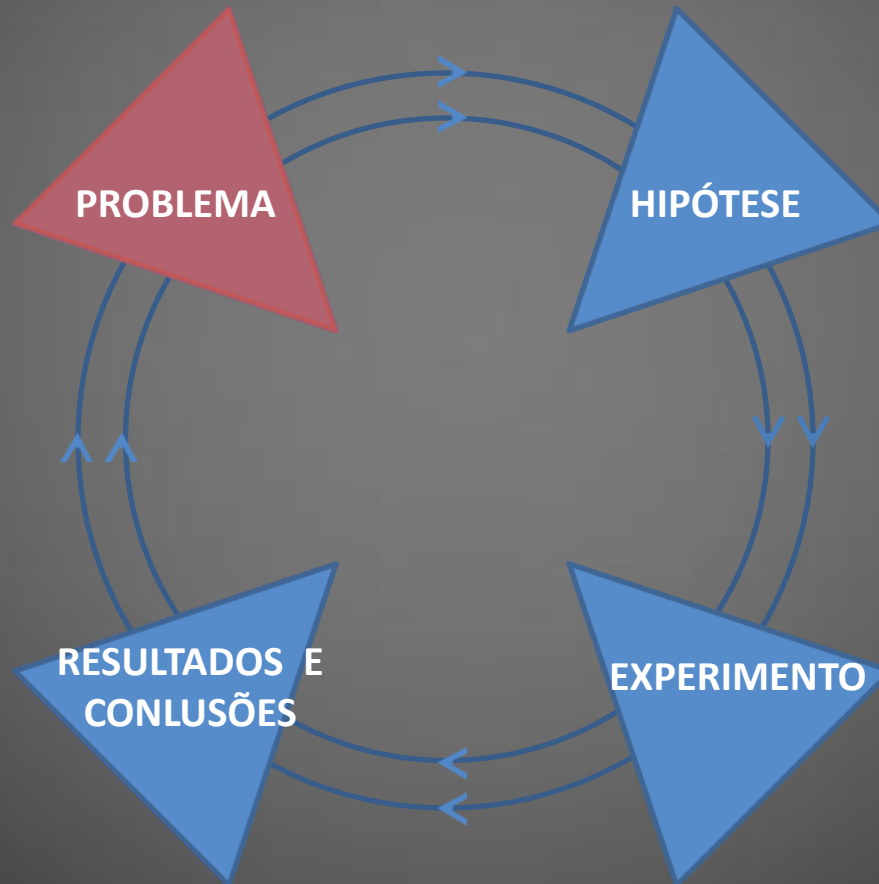 PROBLEMA
HIPÓTESE
RESULTADOS E
CONLUSÕES
EXPERIMENTO